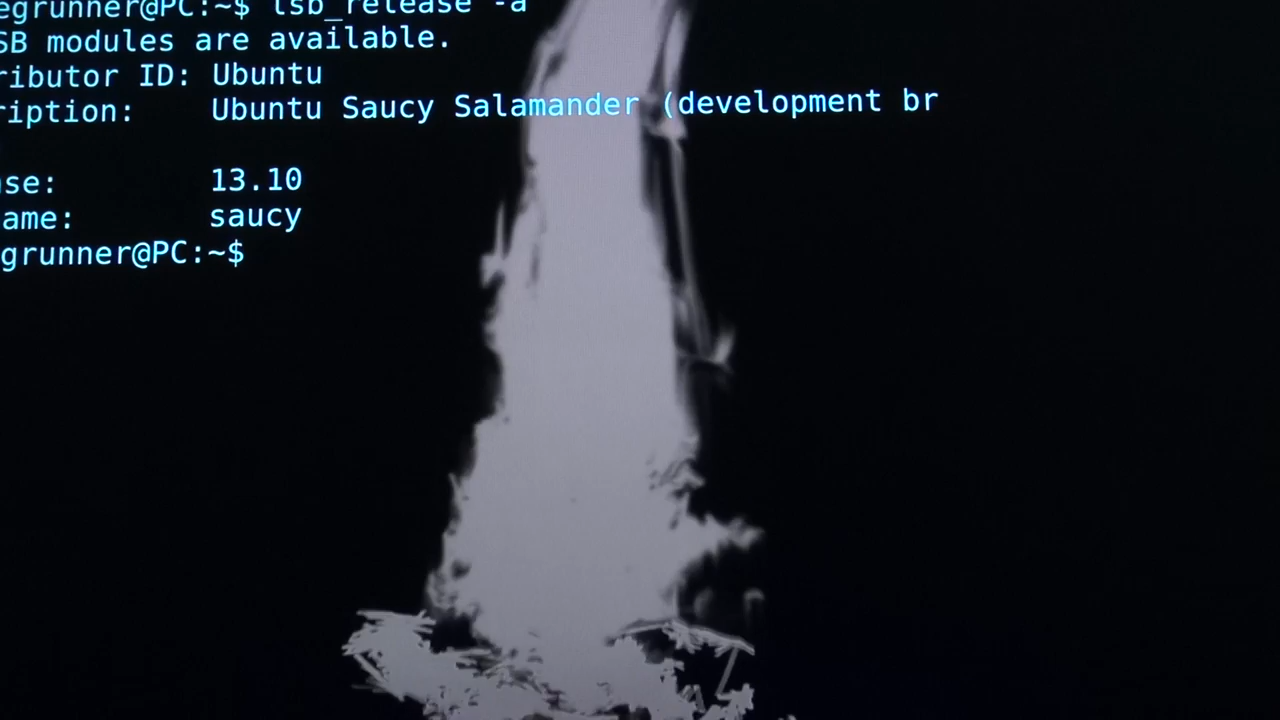 egrunner@PC:~$ lsb_release -a
SB modules are available.
ributor ID: Ubuntu
ription: Ubuntu Saucy Salamander (development br
se: 13.10
ame: saucy
grunner@PC:~$